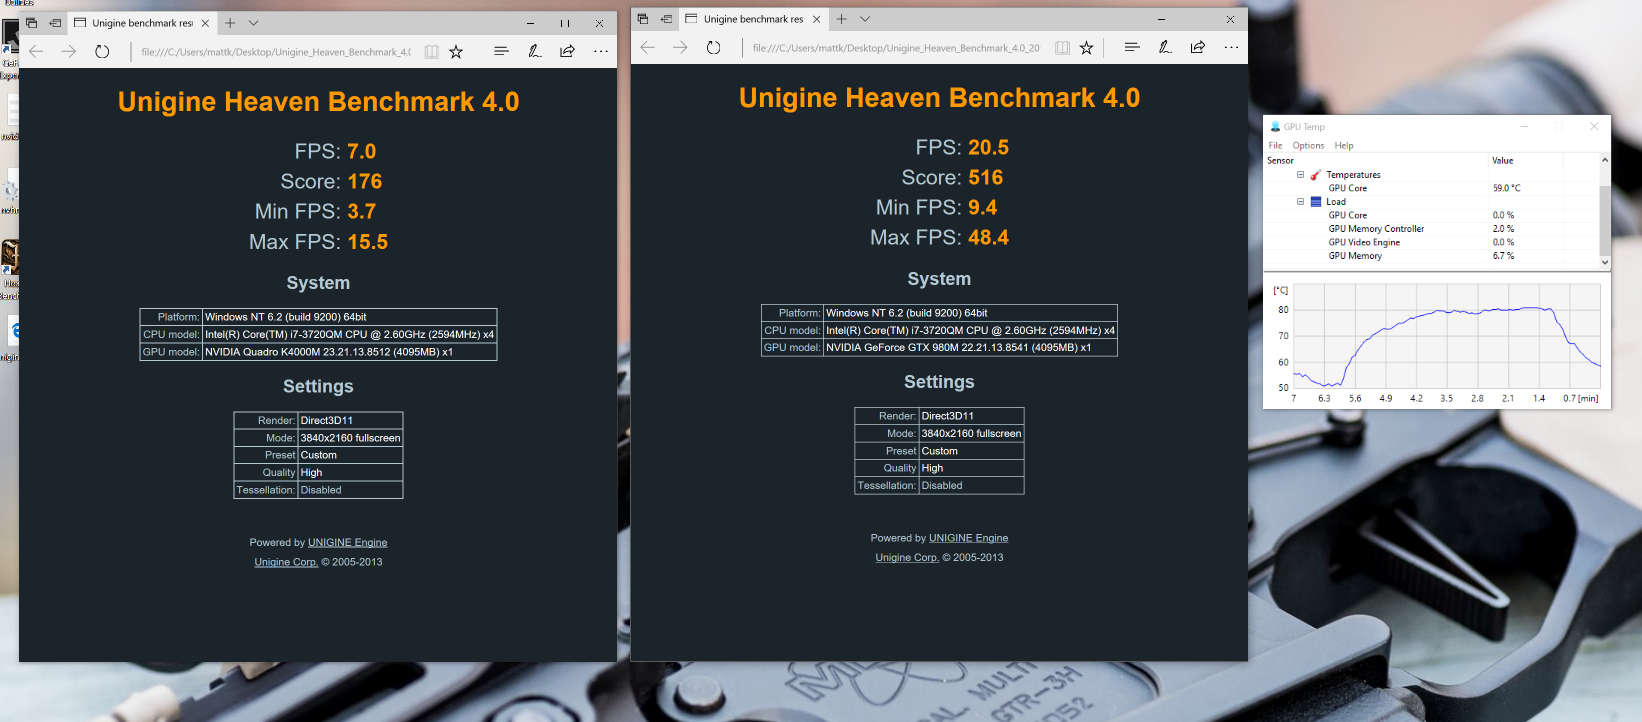 Utilities
Unigine benchmark res
file:///C:/Users/mattk/Desktop/Unigine_Heaven_Benchmark_4.0
Unigine Heaven Benchmark 4.0
FPS: 7.0
Score: 176
Min FPS: 3.7
Max FPS: 15.5
System
Platform: Windows NT 6.2 (build 9200) 64bit
CPU model: Intel(R) Core(TM) i7-3720QM CPU @ 2.60GHz (2594MHz) x4
GPU model: NVIDIA Quadro K4000M 23.21.13.8512 (4095MB) x1
Settings
Render: Direct3D11
Mode: 3840x2160 fullscreen
Preset Custom
Quality High
Tessellation: Disabled
Powered by UNIGINE Engine
Unigine Corp. © 2005-2013
Unigine benchmark res
file:///C:/Users/mattk/Desktop/Unigine_Heaven_Benchmark_4.0_20
Unigine Heaven Benchmark 4.0
FPS: 20.5
Score: 516
Min FPS: 9.4
Max FPS: 48.4
System
Platform: Windows NT 6.2 (build 9200) 64bit
CPU model: Intel(R) Core(TM) i7-3720QM CPU @ 2.60GHz (2594MHz) x4
GPU model: NVIDIA GeForce GTX 980M 22.21.13.8541 (4095MB) x1
Settings
Render: Direct3D11
Mode: 3840x2160 fullscreen
Preset Custom
Quality High
Tessellation: Disabled
Powered by UNIGINE Engine
Unigine Corp. © 2005-2013
GPU Temp
File Options Help
Sensor Value
Temperatures
GPU Core 59.0 °C
Load
GPU Core 0.0 %
GPU Memory Controller 2.0 %
GPU Video Engine 0.0 %
GPU Memory 6.7 %
[°C]
80
70
60
50
7 6.3 5.6 4.9 4.2 3.5 2.8 2.1 1.4 0.7 [min]
MULTI
GTR-3H